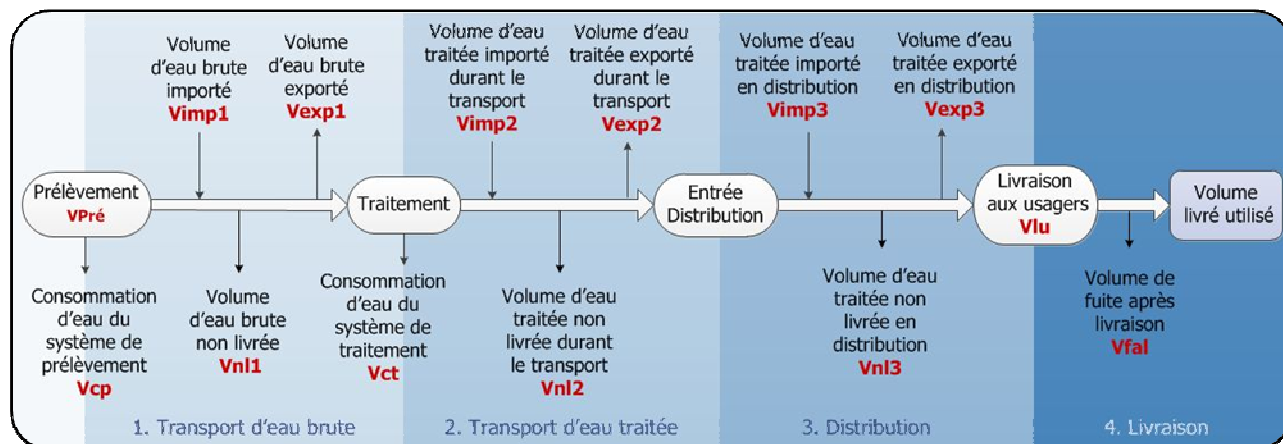 Volume
d'eau brute
importé
Vimp1
Volume
d'eau brute
exporté
Vexp1
Volume d'eau
traitée importé
durant le
transport
Vimp2
Volume d'eau
traitée exporté
durant le
transport
Vexp2
Volume d'eau
traitée importé
en distribution
Vimp3
Volume d'eau
traitée exporté
en distribution
Vexp3
Prélèvement
VPré
Traitement
Entrée
Distribution
Livraison
aux usagers
Vlu
Volume
livré utilisé
Consommation
d'eau du
système de
prélèvement
Vcp
Volume
d'eau brute
non livrée
Vnl1
Consommation
d'eau du
système de
traitement
Vct
Volume d'eau
traitée non
livrée durant
le transport
Vnl2
Volume d'eau
traitée non
livrée en
distribution
Vnl3
Volume de
fuite après
livraison
Vfal
1. Transport d'eau brute
2. Transport d'eau traitée
3. Distribution
4. Livraison